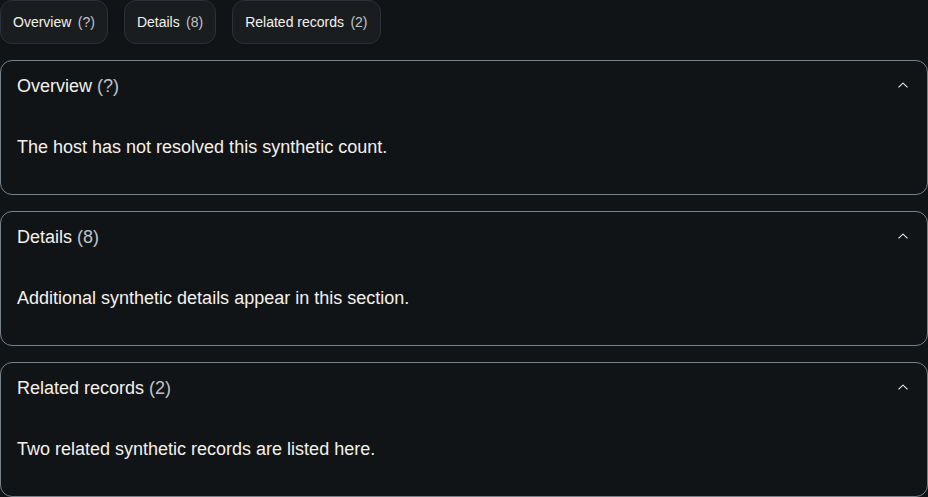 Overview (?) Details (8) Related records (2)
Overview (?)
The host has not resolved this synthetic count.
Details (8)
Additional synthetic details appear in this section.
Related records (2)
Two related synthetic records are listed here.